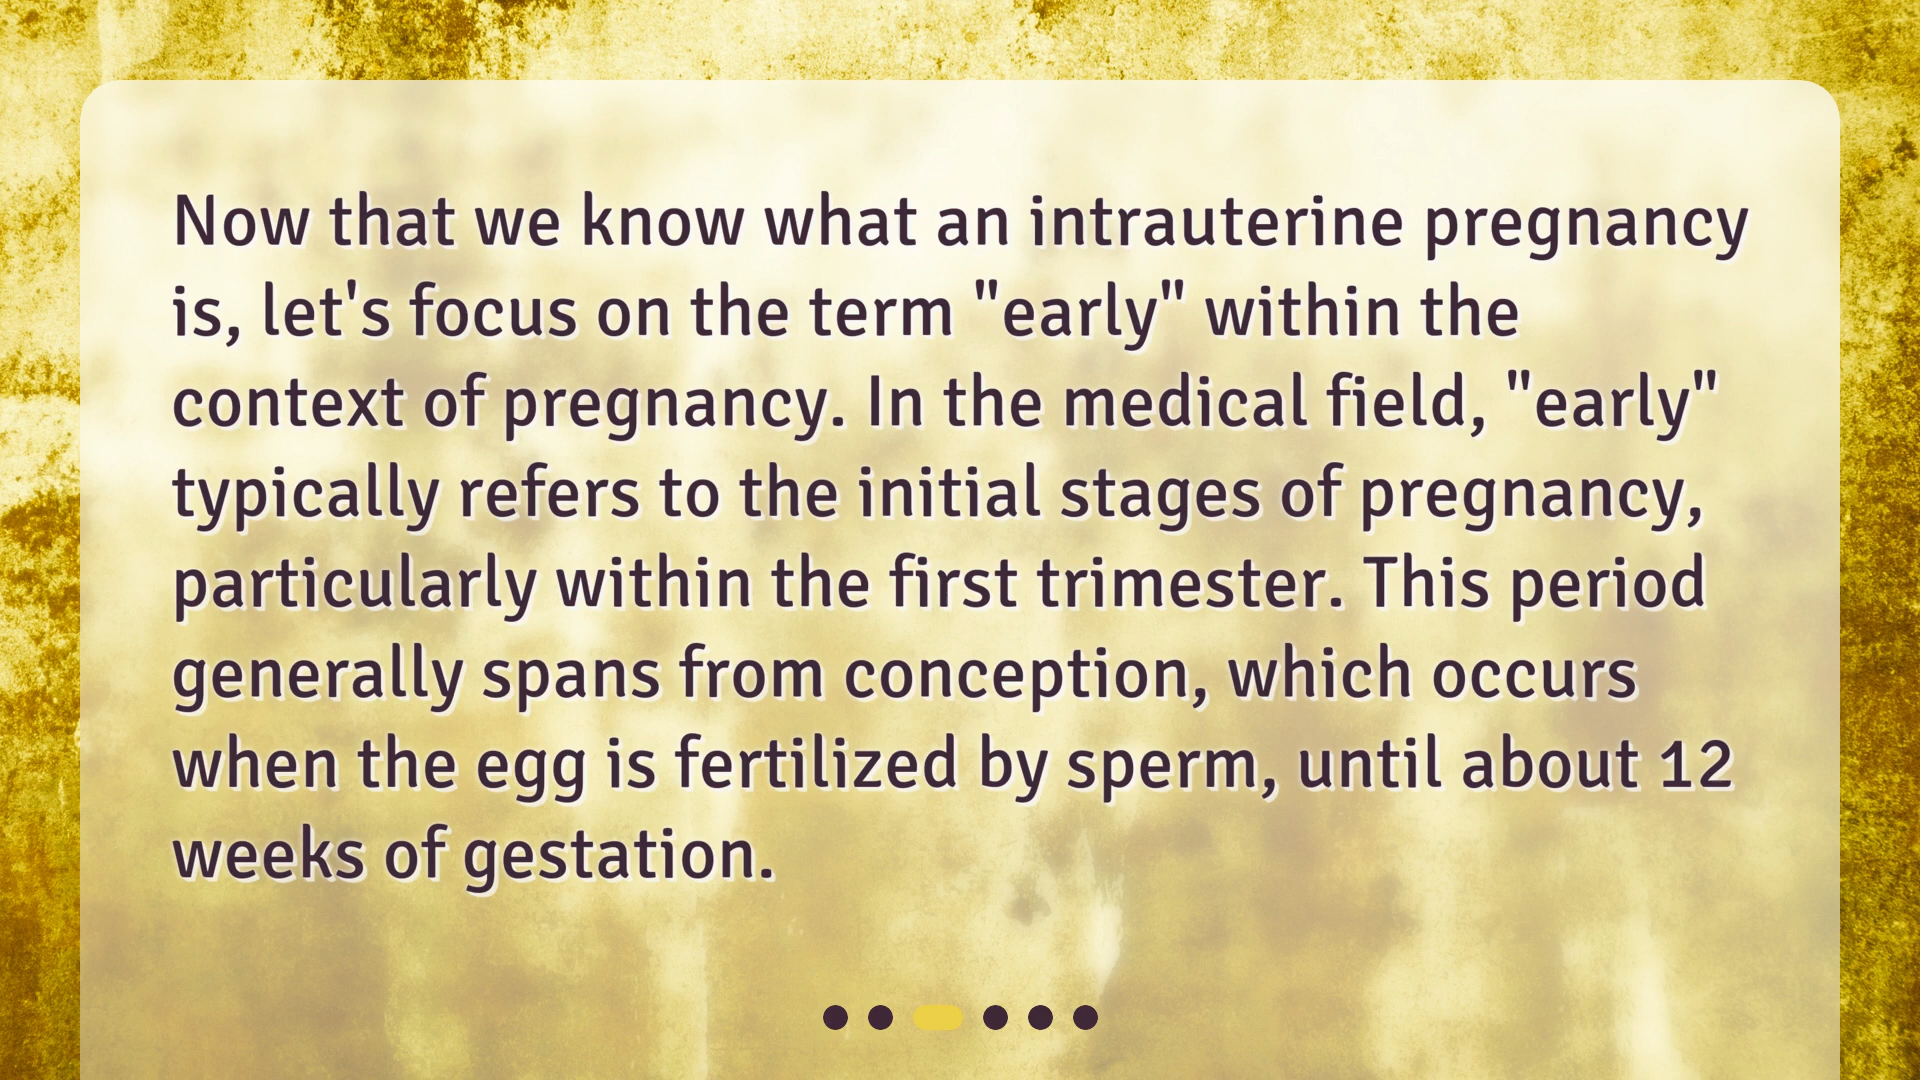 Now that we know what an intrauterine pregnancy
is, let's focus on the term "early" within the
context of pregnancy. In the medical field, "early"
typically refers to the initial stages of pregnancy,
particularly within the first trimester. This period
generally spans from conception, which occurs
when the egg is fertilized by sperm, until about 12
weeks of gestation.